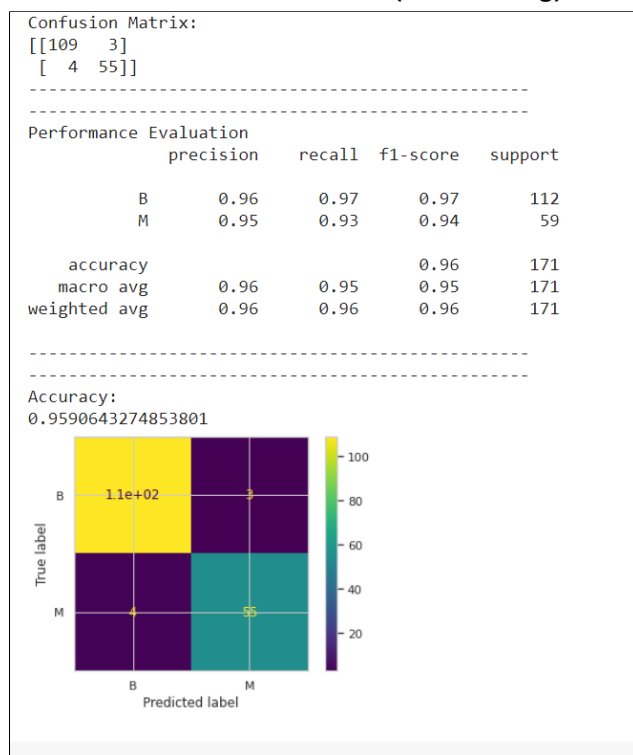 Confusion Matrix:
[[109   3]
 [  4  55]]
--------------------------------------------------
--------------------------------------------------
Performance Evaluation
              precision    recall  f1-score   support

           B       0.96      0.97      0.97       112
           M       0.95      0.93      0.94        59

    accuracy                           0.96       171
   macro avg       0.96      0.95      0.95       171
weighted avg       0.96      0.96      0.96       171

--------------------------------------------------
--------------------------------------------------
Accuracy:
0.9590643274853801
100
B 1.1e+02 3
80
True label
60
40
M 4 55
20
B M
Predicted label